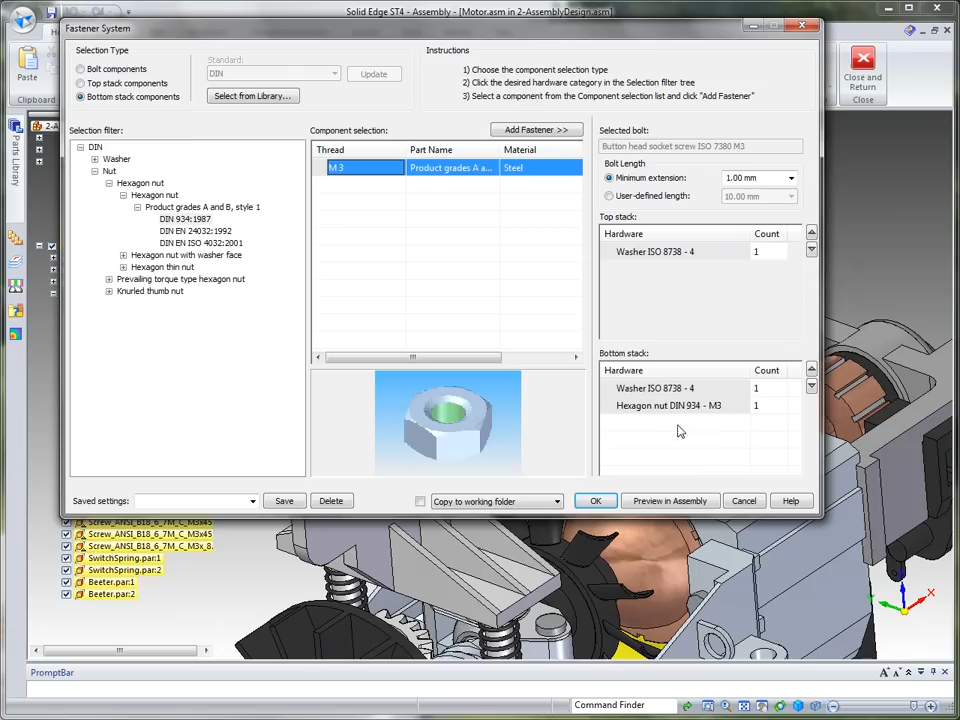 Solid Edge ST4 - Assembly - [Motor.asm in 2-AssemblyDesign.asm]
Fastener System
Selection Type
Bolt components
Top stack components
Bottom stack components
Standard:
DIN
Update
Select from Library...
Instructions
1) Choose the component selection type
2) Click the desired hardware category in the Selection filter tree
3) Select a component from the Component selection list and click "Add Fastener"
Paste
Clipboard
Close and
Return
Close
Parts Library
Selection filter:
DIN
Washer
Nut
Hexagon nut
Hexagon nut
Product grades A and B, style 1
DIN 934:1987
DIN EN 24032:1992
DIN EN ISO 4032:2001
Hexagon nut with washer face
Hexagon thin nut
Prevailing torque type hexagon nut
Knurled thumb nut
Component selection:
Add Fastener >>
Thread Part Name Material
M 3 Product grades A a... Steel
Selected bolt:
Button head socket screw ISO 7380 M3
Bolt Length
Minimum extension: 1.00 mm
User-defined length: 10.00 mm
Top stack:
Hardware Count
Washer ISO 8738 - 4 1
Bottom stack:
Hardware Count
Washer ISO 8738 - 4 1
Hexagon nut DIN 934 - M3 1
Saved settings:
Save
Delete
Copy to working folder
OK
Preview in Assembly
Cancel
Help
Screw_ANSI_B18_6_7M_C_M3x45
Screw_ANSI_B18_6_7M_C_M3x45
Screw_ANSI_B18_6_7M_C_M3x_8.
SwitchSpring.par:1
SwitchSpring.par:2
Beeter.par:1
Beeter.par:2
X
PromptBar
Command Finder